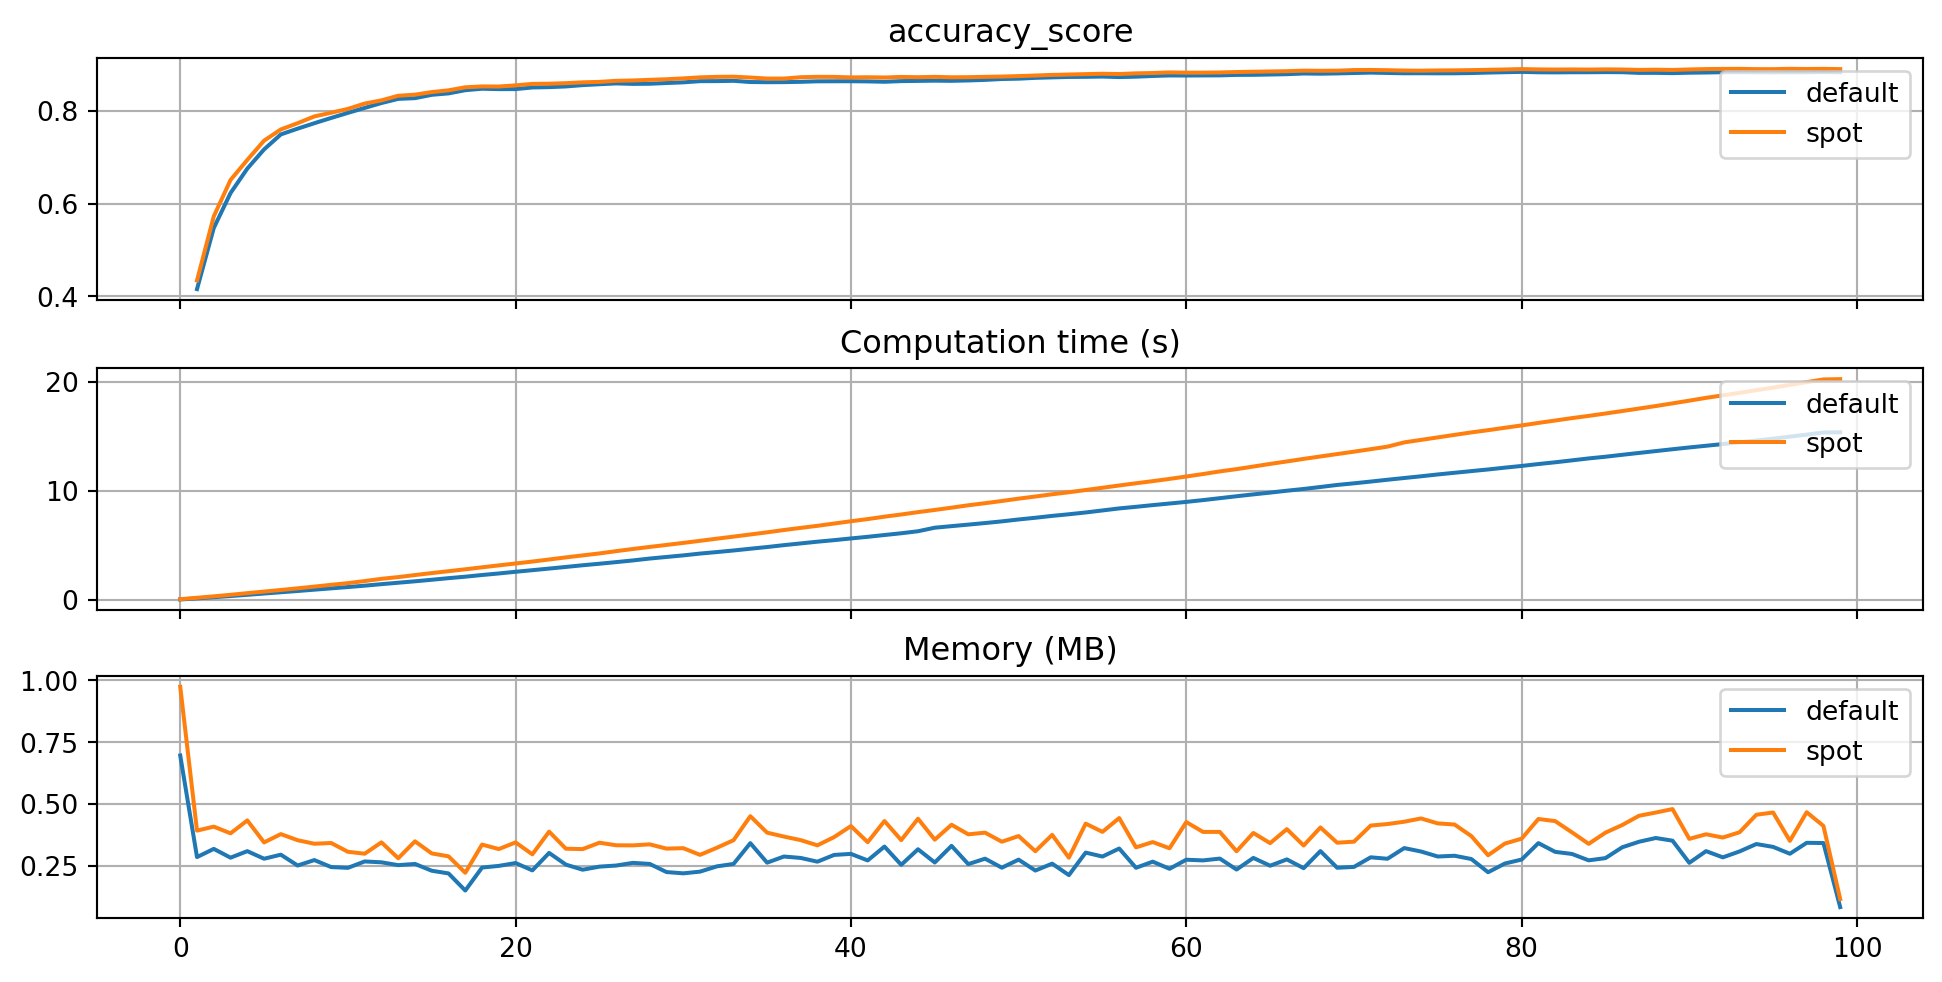 accuracy_score
0.8
0.6
0.4
default
spot
Computation time (s)
20
10
0
default
spot
Memory (MB)
1.00
0.75
0.50
0.25
default
spot
0 20 40 60 80 100